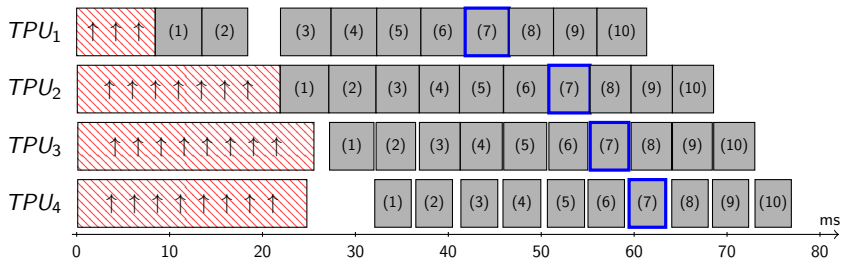 TPU1 ↑ ↑ ↑ (1) (2) (3) (4) (5) (6) (7) (8) (9) (10)
TPU2 ↑ ↑ ↑ ↑ ↑ ↑ ↑ (1) (2) (3) (4) (5) (6) (7) (8) (9) (10)
TPU3 ↑ ↑ ↑ ↑ ↑ ↑ ↑ ↑ (1) (2) (3) (4) (5) (6) (7) (8) (9) (10)
TPU4 ↑ ↑ ↑ ↑ ↑ ↑ ↑ ↑ (1) (2) (3) (4) (5) (6) (7) (8) (9) (10)
ms
0 10 20 30 40 50 60 70 80